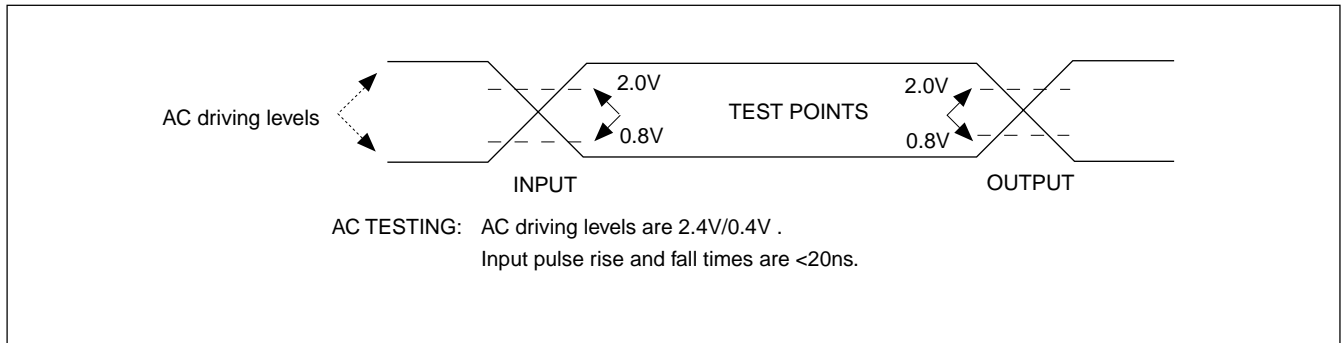 2.0V
2.0V
AC driving levels
TEST POINTS
0.8V
0.8V
INPUT
OUTPUT
AC TESTING: AC driving levels are 2.4V/0.4V .
Input pulse rise and fall times are <20ns.